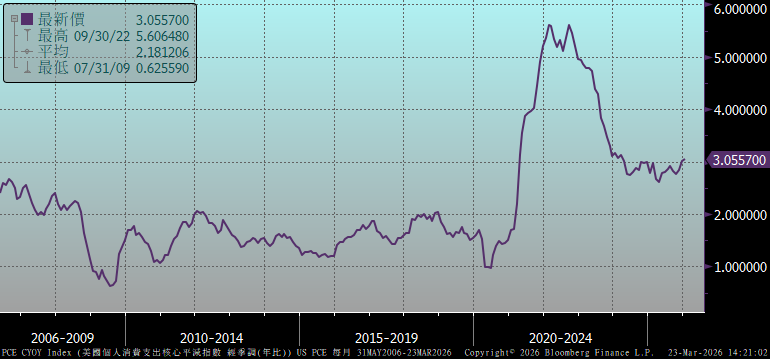 最新價 3.055700
最高 09/30/22 5.606480
平均 2.181206
最低 07/31/09 0.625590
6.000000
5.000000
4.000000
3.055700
2.000000
1.000000
2006-2009 2010-2014 2015-2019 2020-2024
PCE CYOY Index (美國個人消費支出核心平減指數 經季調(年比)) US PCE 每月 31MAY2006-23MAR2026 Copyright© 2026 Bloomberg Finance L.P. 23-Mar-2026 14:21:02